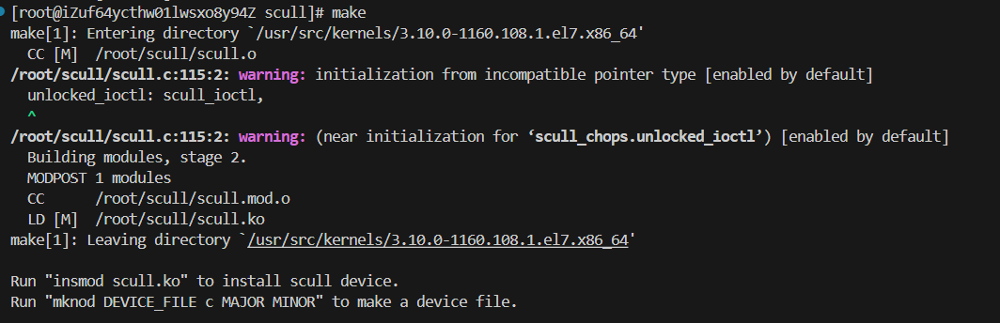 [root@iZuf64ycthw01lwsxo8y94Z scull]# make
make[1]: Entering directory `/usr/src/kernels/3.10.0-1160.108.1.el7.x86_64'
  CC [M]  /root/scull/scull.o
/root/scull/scull.c:115:2: warning: initialization from incompatible pointer type [enabled by default]
  unlocked_ioctl: scull_ioctl,
  ^
/root/scull/scull.c:115:2: warning: (near initialization for ‘scull_chops.unlocked_ioctl’) [enabled by default]
  Building modules, stage 2.
  MODPOST 1 modules
  CC      /root/scull/scull.mod.o
  LD [M]  /root/scull/scull.ko
make[1]: Leaving directory `/usr/src/kernels/3.10.0-1160.108.1.el7.x86_64'

Run "insmod scull.ko" to install scull device.
Run "mknod DEVICE_FILE c MAJOR MINOR" to make a device file.